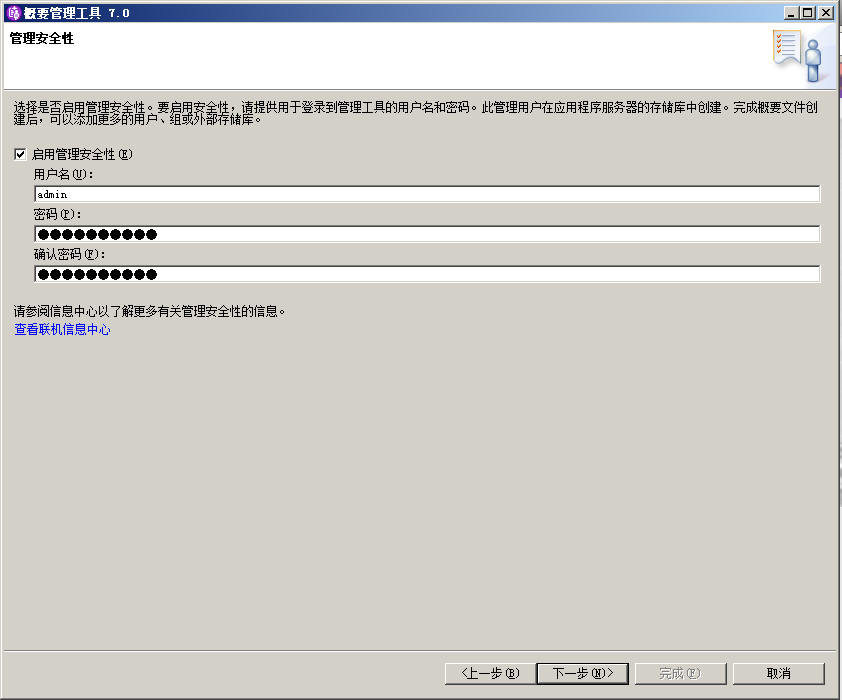 概要管理工具 7.0
管理安全性
选择是否启用管理安全性。要启用安全性，请提供用于登录到管理工具的用户名和密码。此管理用户在应用程序服务器的存储库中创建。完成概要文件创
建后，可以添加更多的用户、组或外部存储库。
启用管理安全性(E)
用户名(U)：
admin
密码(P)：
●●●●●●●●●●
确认密码(F)：
●●●●●●●●●●
请参阅信息中心以了解更多有关管理安全性的信息。
查看联机信息中心
<上一步(B) 下一步(N)> 完成(F) 取消